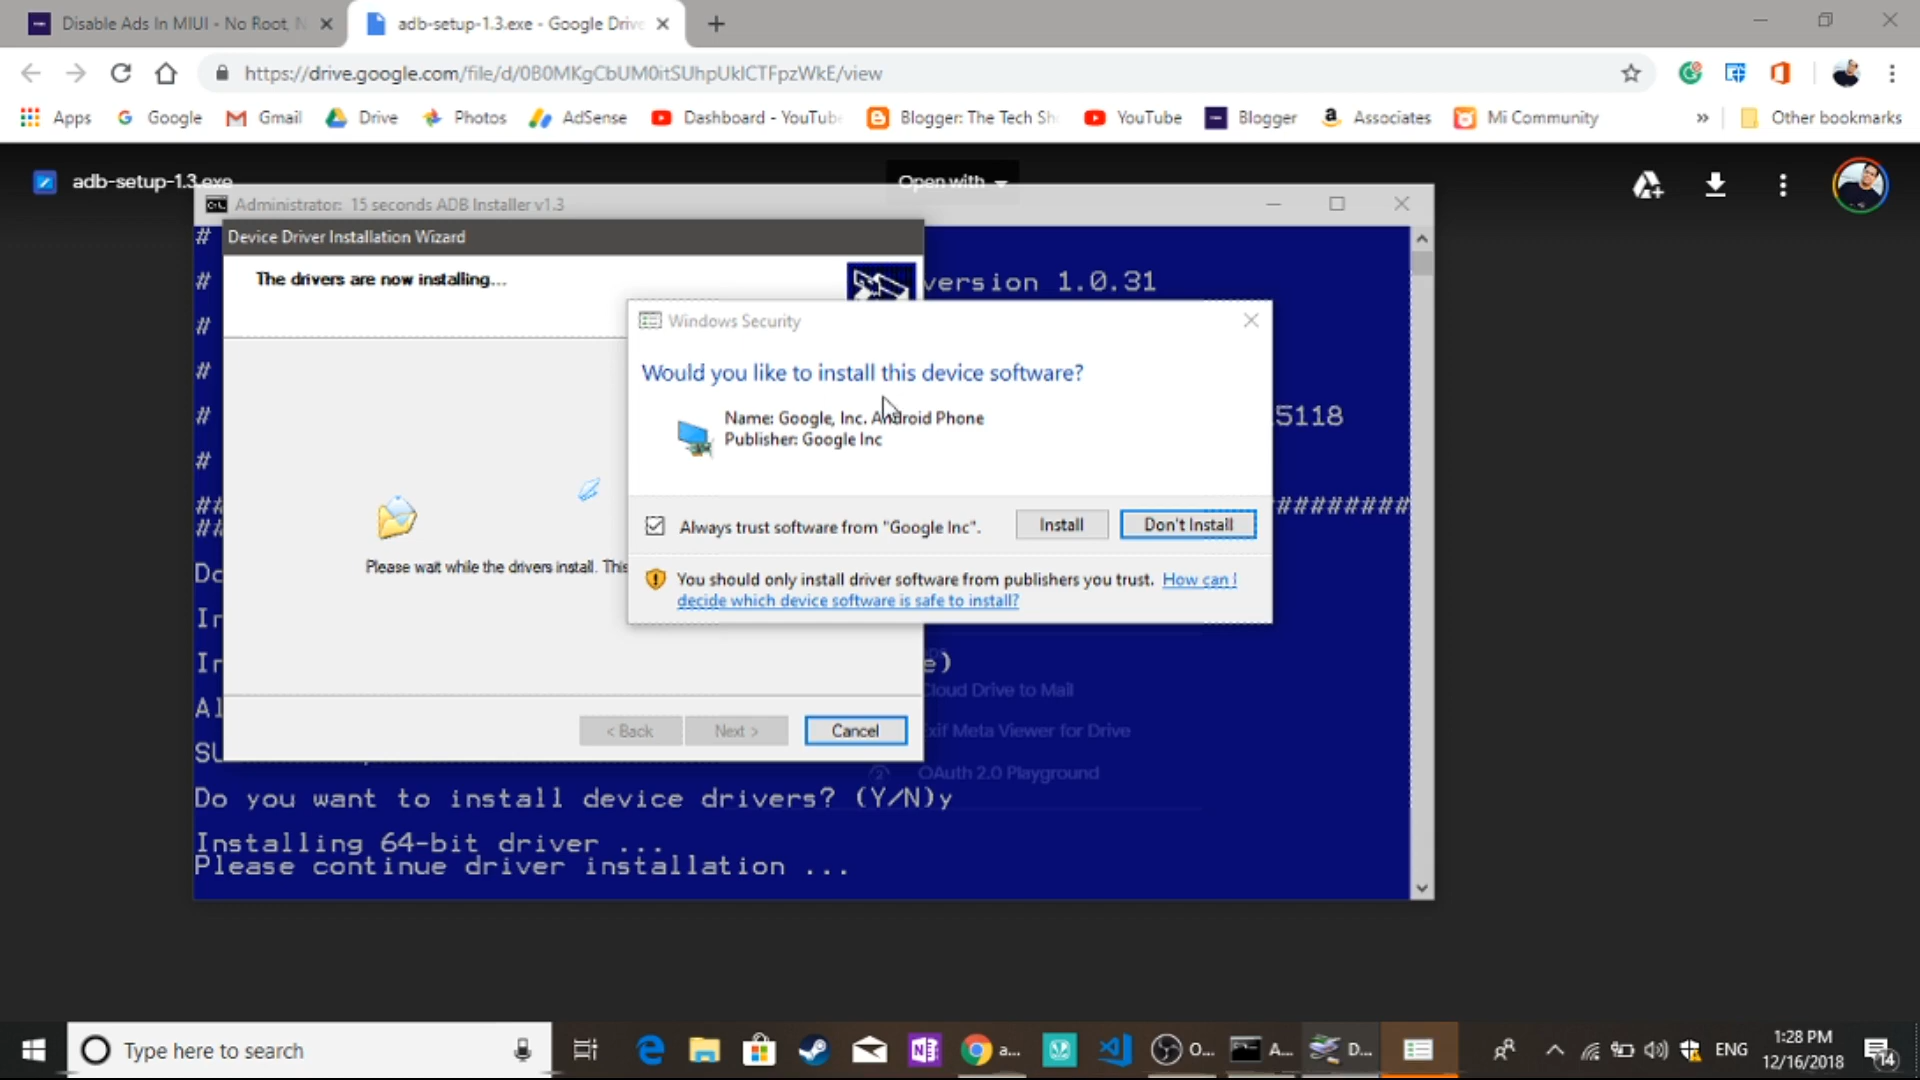 Disable Ads In MIUI - No Root,
adb-setup-1.3.exe - Google Drive
https://drive.google.com/file/d/0B0MKgCbUM0itSUhpUklCTFpzWkE/view
Apps
Google
Gmail
Drive
Photos
AdSense
Dashboard - YouTube
Blogger: The Tech Sh
YouTube
Blogger
Associates
Mi Community
»
Other bookmarks
adb-setup-1.3.exe
Open with
Administrator: 15 seconds ADB Installer v1.3
Device Driver Installation Wizard
The drivers are now installing...
version 1.0.31
Windows Security
Would you like to install this device software?
Name: Google, Inc. Android Phone
Publisher: Google Inc
5118
Always trust software from "Google Inc".
Install
Don't Install
#########
Please wait while the drivers install. This
You should only install driver software from publishers you trust. How can I
decide which device software is safe to install?
e)
Cloud Drive to Mail
Exif Meta Viewer for Drive
OAuth 2.0 Playground
< Back
Next >
Cancel
Do you want to install device drivers? (Y/N)y
Installing 64-bit driver ...
Please continue driver installation ...
Type here to search
a...
O...
A...
D...
ENG
1:28 PM
12/16/2018
14